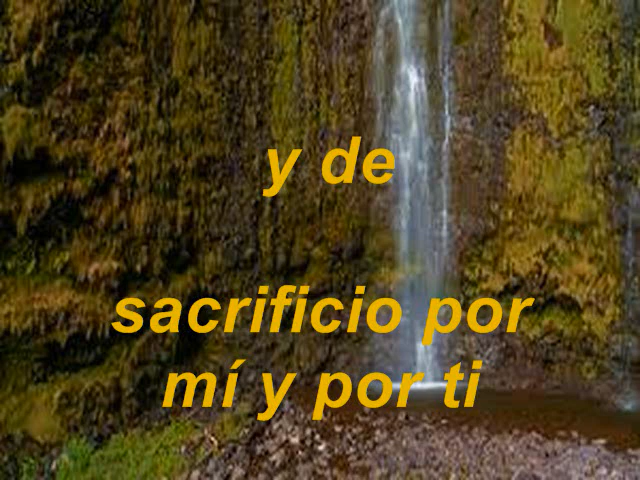 y de
sacrificio por
mí y por ti